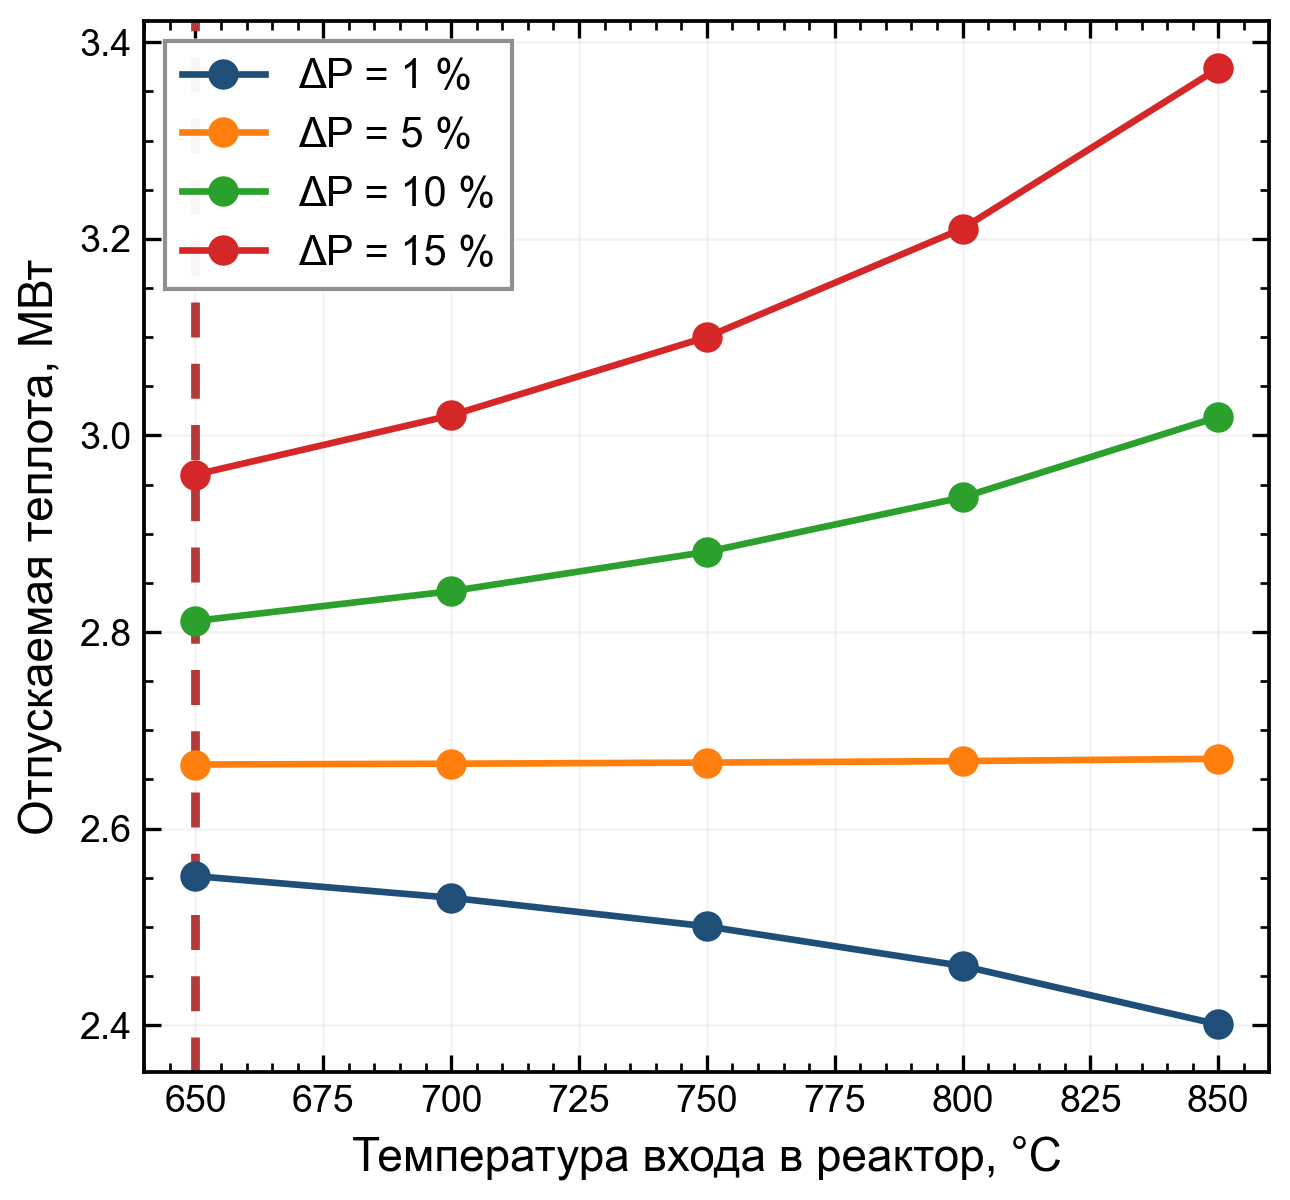 3.4
3.2
3.0
2.8
2.6
2.4
ΔP = 1 %
ΔP = 5 %
ΔP = 10 %
ΔP = 15 %
Отпускаемая теплота, МВт
650 675 700 725 750 775 800 825 850
Температура входа в реактор, °C